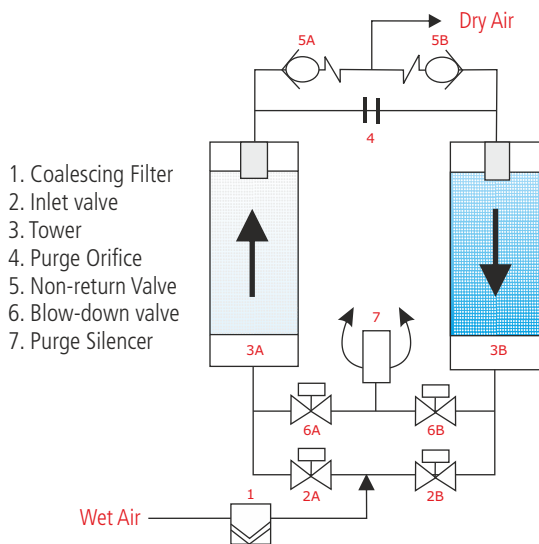 Dry Air
5A
5B
4
1. Coalescing Filter
2. Inlet valve
3. Tower
4. Purge Orifice
5. Non-return Valve
6. Blow-down valve
7. Purge Silencer
7
3A
3B
6A
6B
1
2A
2B
Wet Air